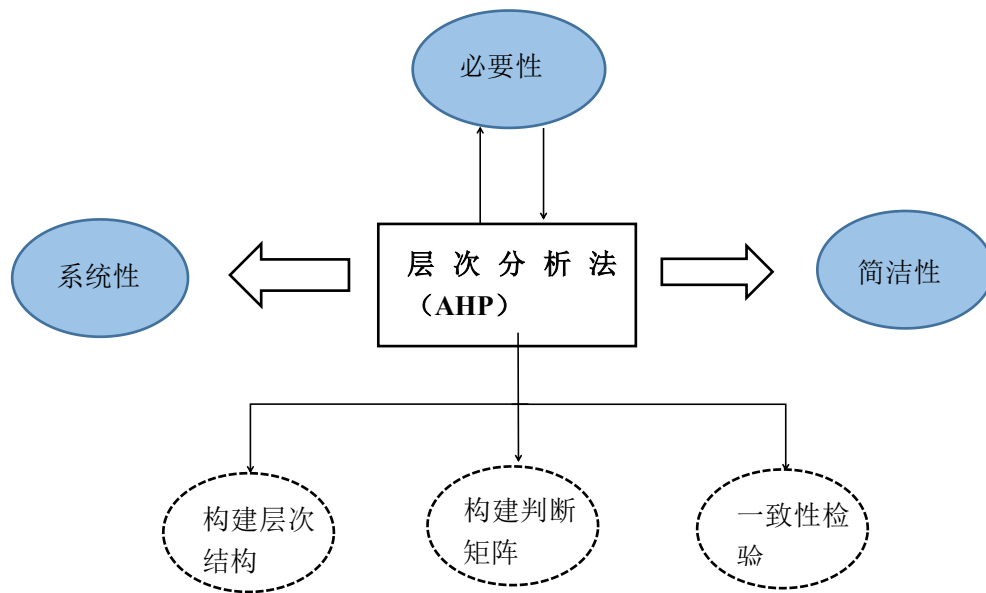 必要性
系统性
层次分析法
（AHP）
简洁性
构建层次
结构
构建判断
矩阵
一致性检
验